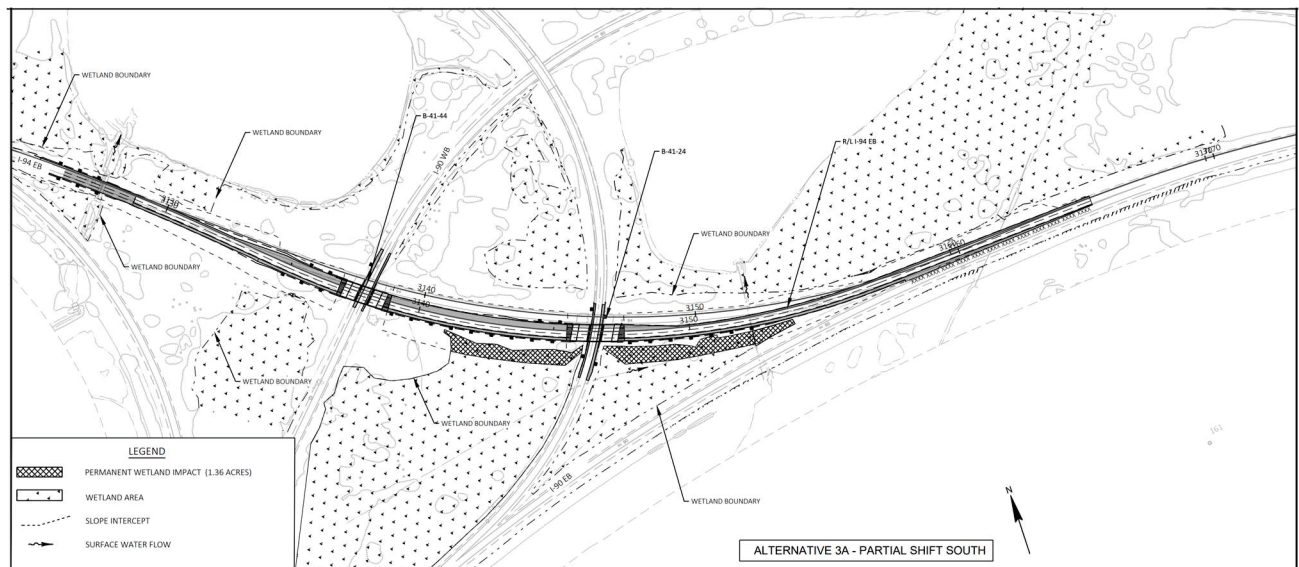 WETLAND BOUNDARY
B-41-44
WETLAND BOUNDARY
I-90 WB
B-41-24
R/L I-94 EB
3170
I-94 EB
3130
WETLAND BOUNDARY
WETLAND BOUNDARY
3140
3140
3150
3150
3160
WETLAND BOUNDARY
WETLAND BOUNDARY
161
LEGEND
PERMANENT WETLAND IMPACT (1.36 ACRES)
WETLAND AREA
SLOPE INTERCEPT
SURFACE WATER FLOW
I-90 EB
WETLAND BOUNDARY
N
ALTERNATIVE 3A - PARTIAL SHIFT SOUTH